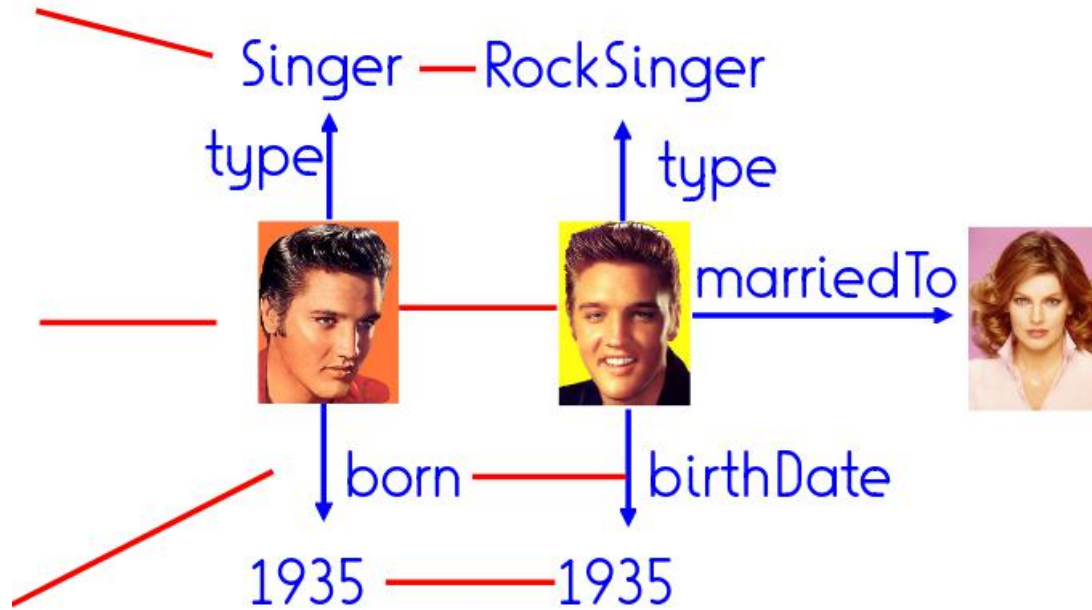 Singer RockSinger
type type
marriedTo
born birthDate
1935 1935